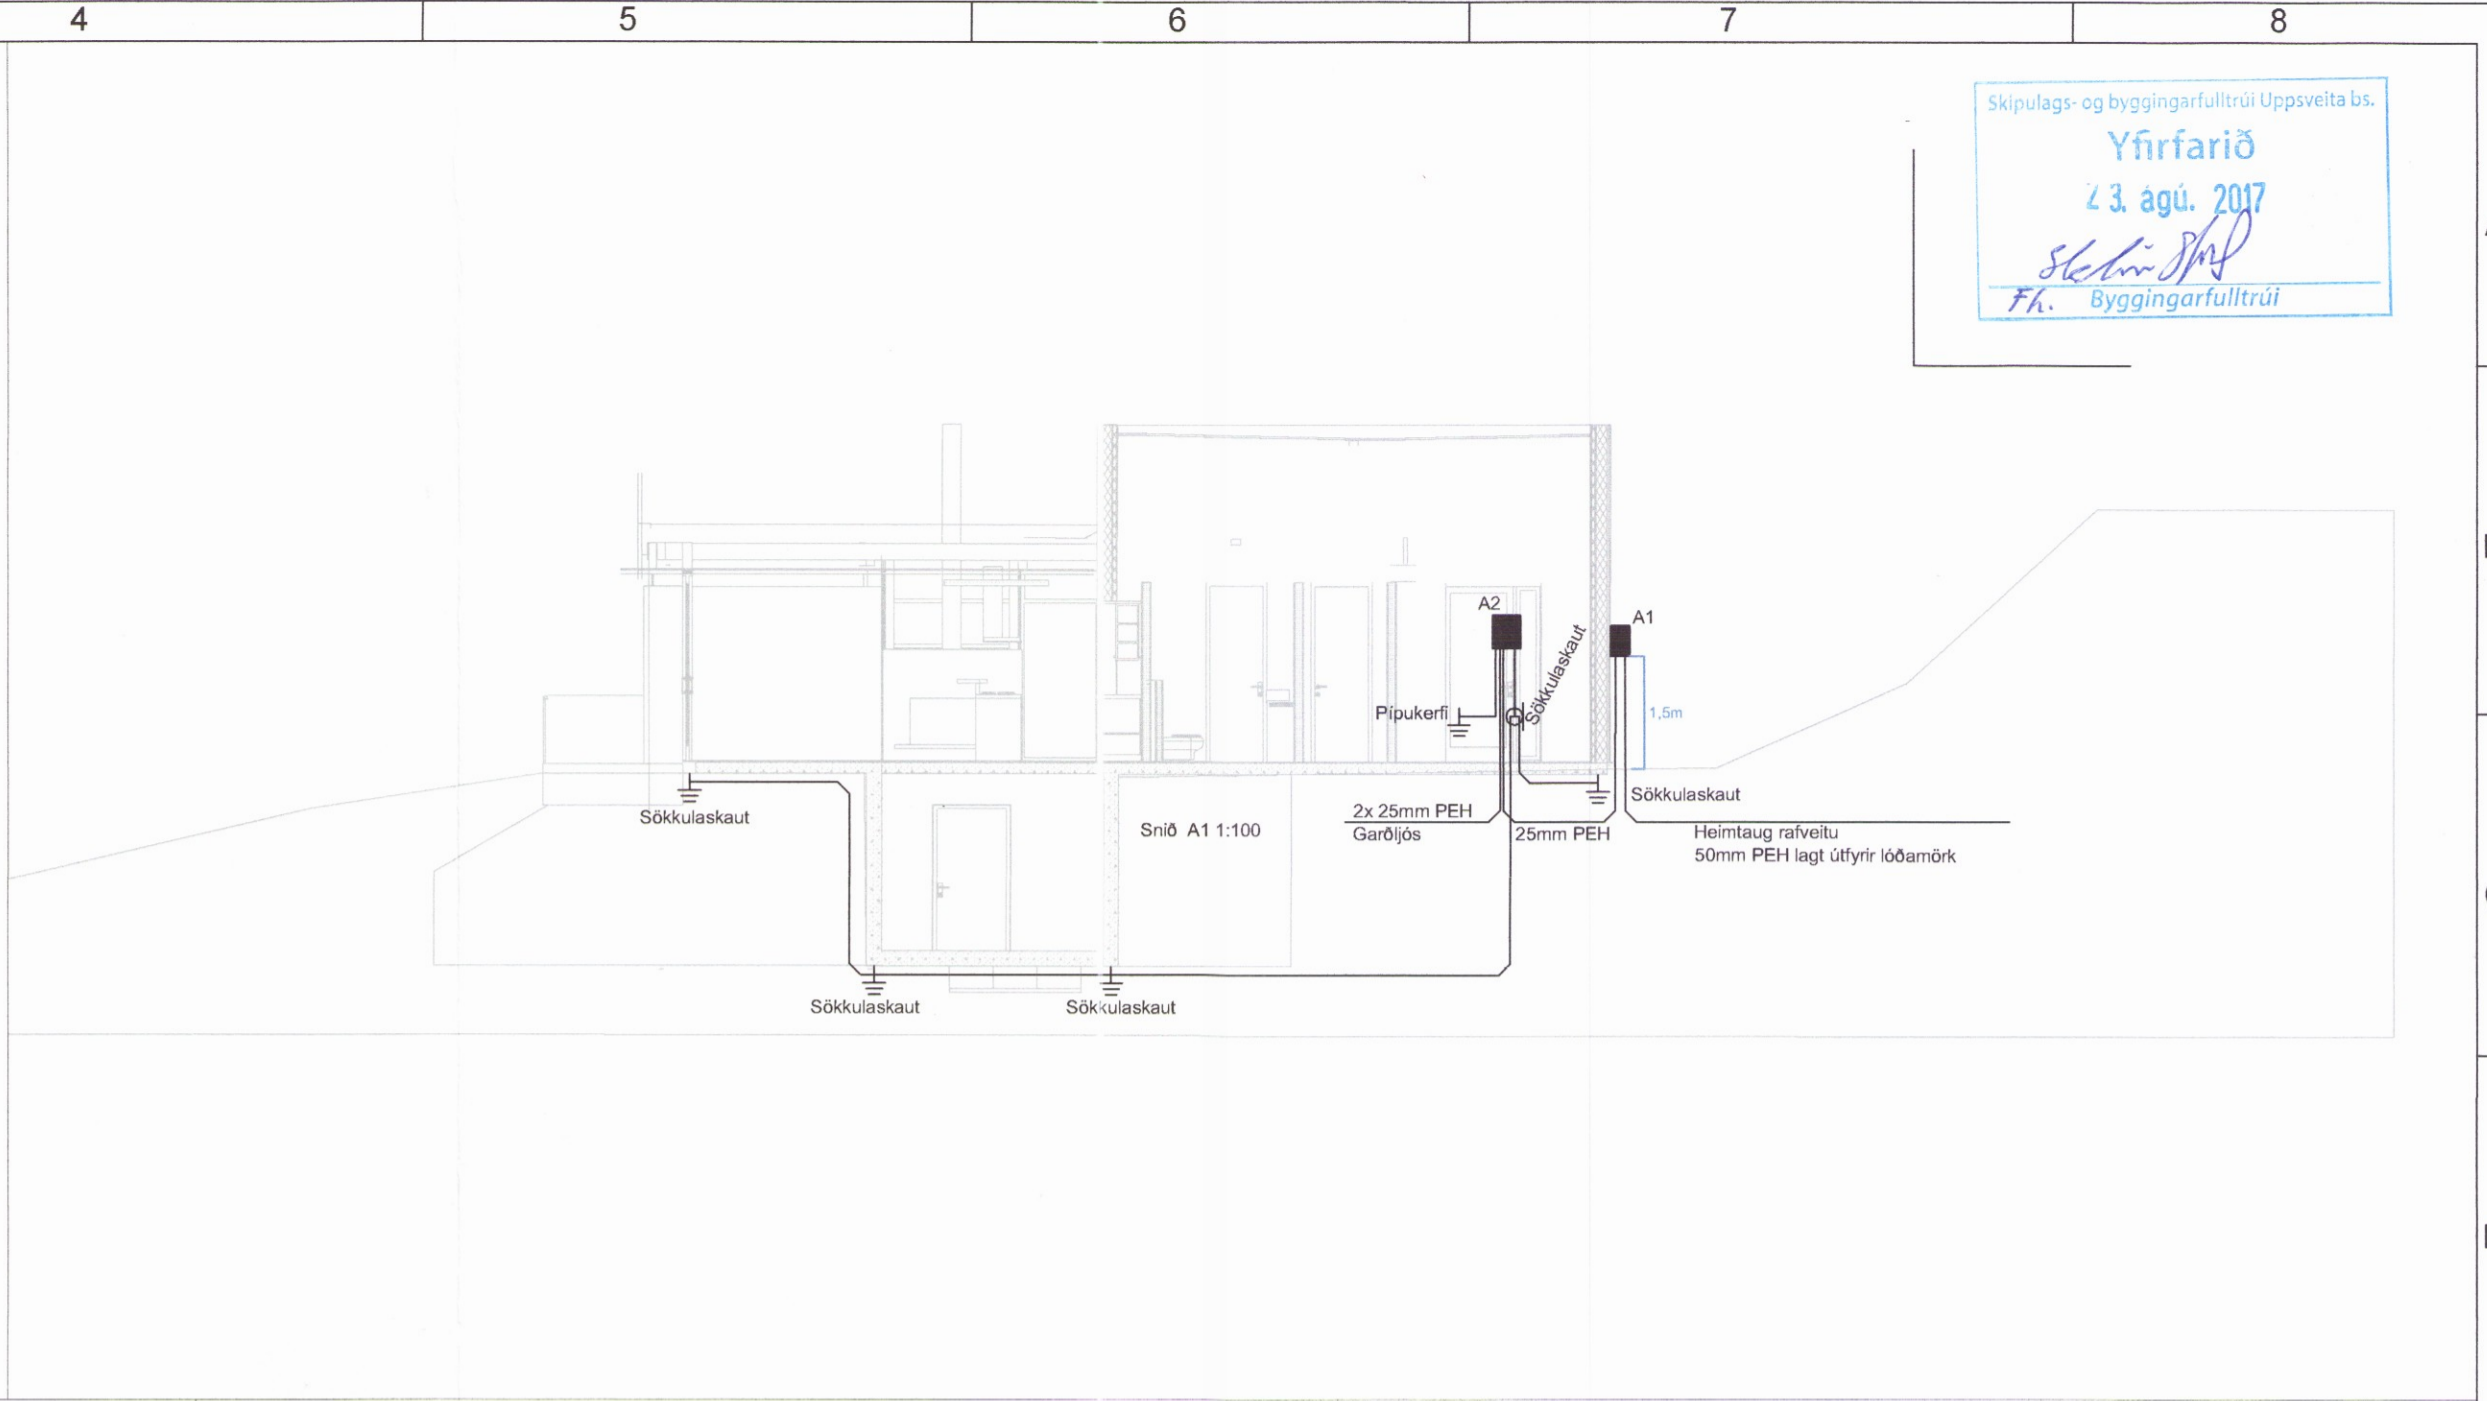 4 5 6 7 8
Skipulags- og byggingarfulltrúi Uppsveita bs.
Yfirfarið
23. ágú. 2017
Fh. Byggingarfulltrúi
A2
A1
Sökkulaskaut
Pípukerfi
1,5m
Sökkulaskaut
Sökkulaskaut
2x 25mm PEH
Garðljós
25mm PEH
Snið A1 1:100
Heimtaug rafveitu
50mm PEH lagt útfyrir lóðamörk
Sökkulaskaut
Sökkulaskaut